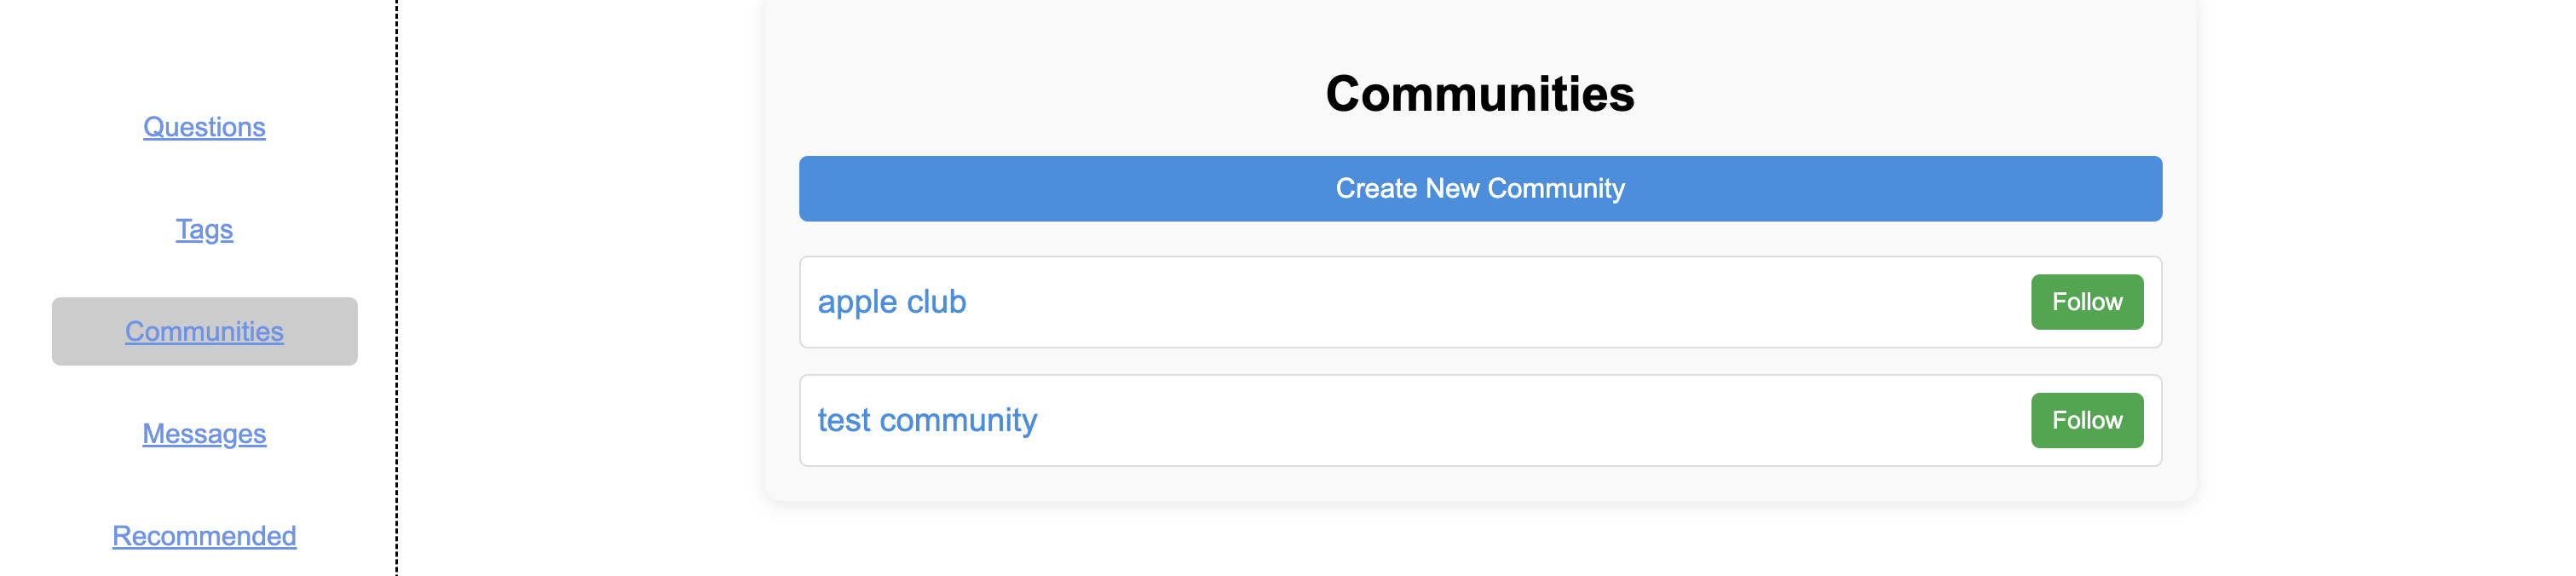 Questions
Tags
Communities
Messages
Recommended
Communities
Create New Community
apple club
Follow
test community
Follow